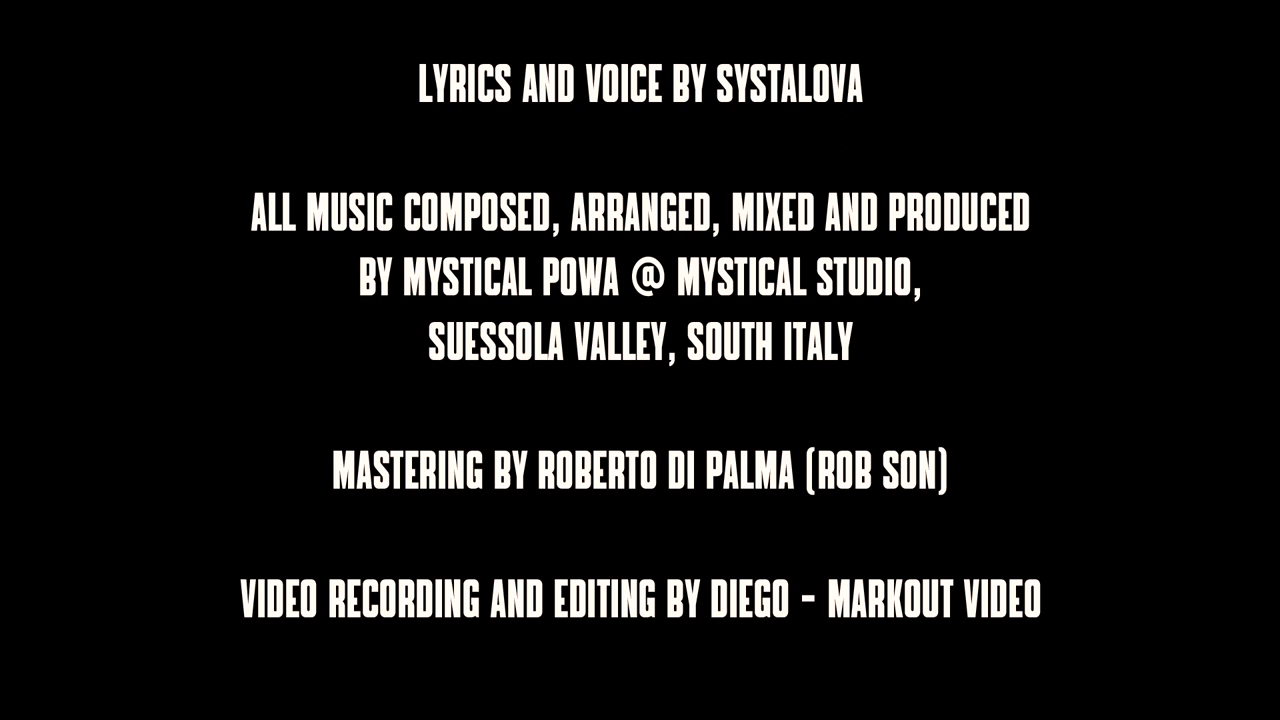 LYRICS AND VOICE BY SYSTALOVA
ALL MUSIC COMPOSED, ARRANGED, MIXED AND PRODUCED
BY MYSTICAL POWA @ MYSTICAL STUDIO,
SUESSOLA VALLEY, SOUTH ITALY
MASTERING BY ROBERTO DI PALMA (ROB SON)
VIDEO RECORDING AND EDITING BY DIEGO - MARKOUT VIDEO